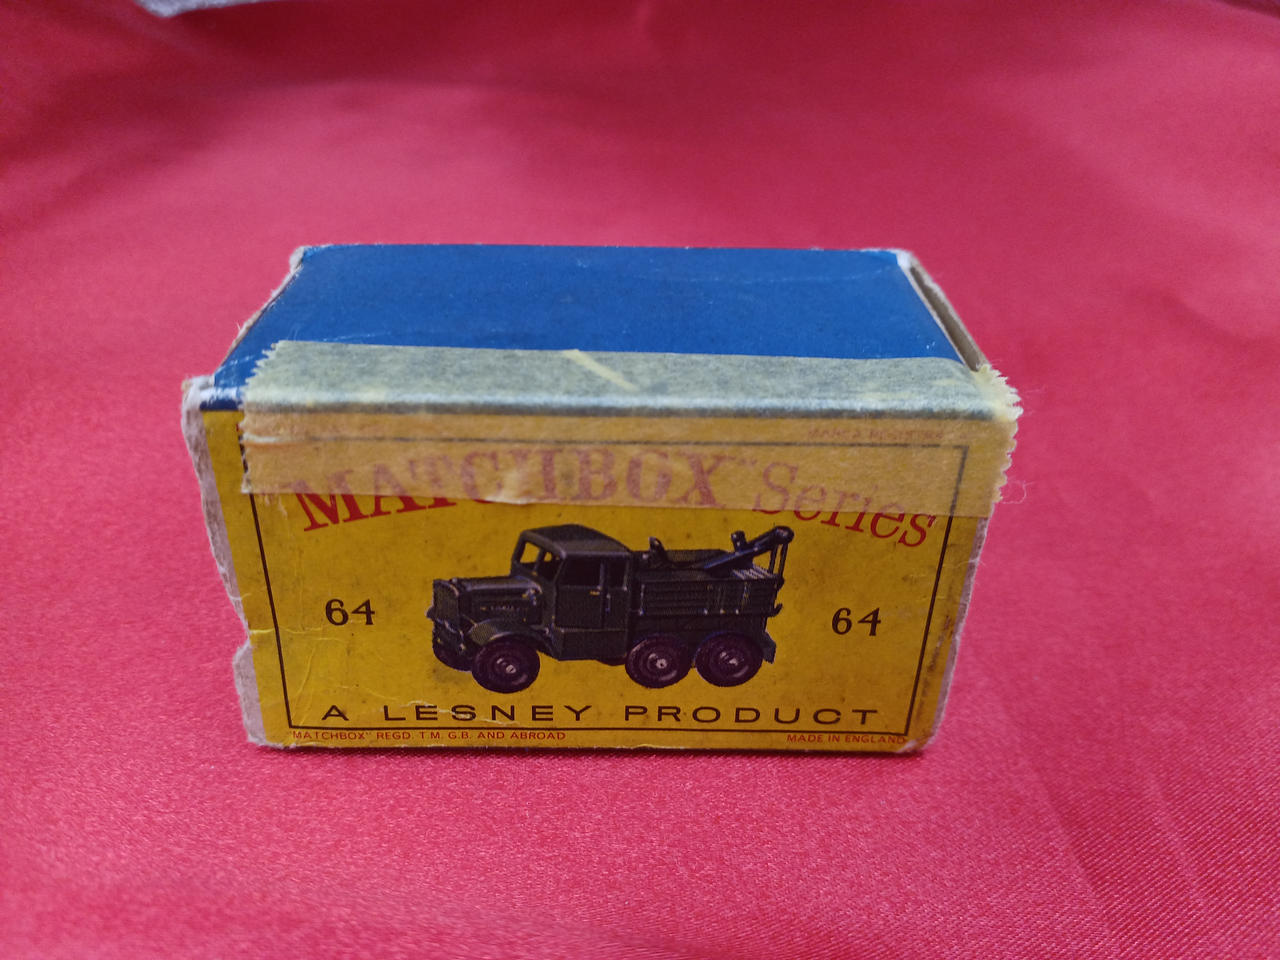 "MATCHBOX" Series
64
64
A LESNEY PRODUCT
"MATCHBOX" REGD. T.M. G.B. AND ABROAD
MADE IN ENGLAND